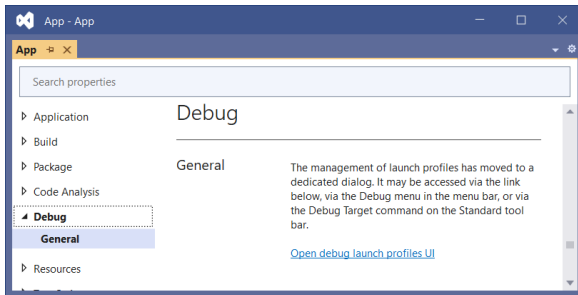 App - App
App
Search properties
Application
Build
Package
Code Analysis
Debug
General
Resources
Debug
General
The management of launch profiles has moved to a
dedicated dialog. It may be accessed via the link
below, via the Debug menu in the menu bar, or via
the Debug Target command on the Standard tool
bar.
Open debug launch profiles UI